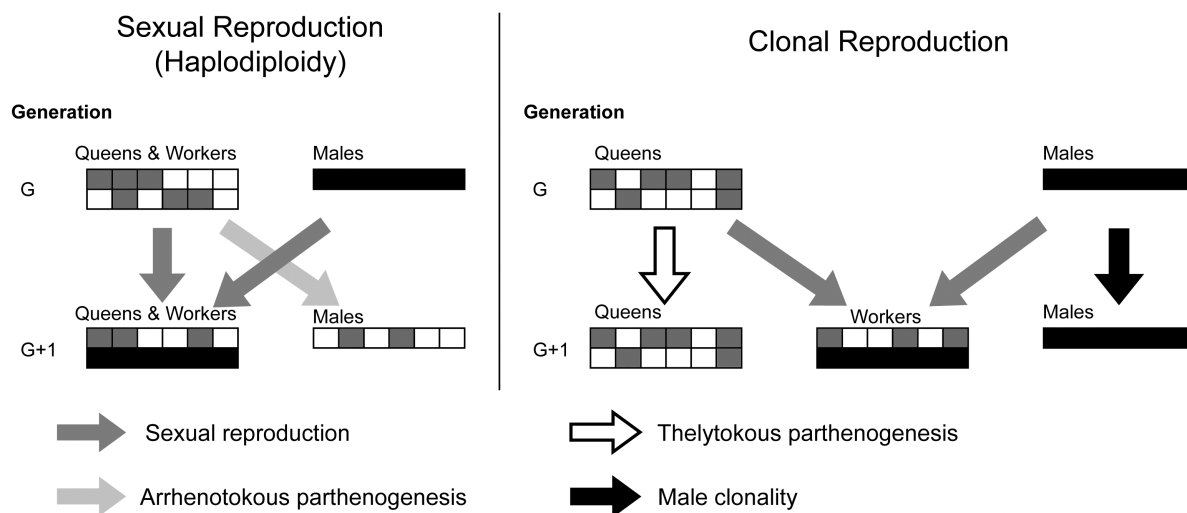 Sexual Reproduction
(Haplodiploidy)
Generation
Queens & Workers
Males
G
Queens & Workers
Males
G+1
Clonal Reproduction
Generation
Queens
Males
Queens
Workers
Males
G
G+1
Sexual reproduction
Arrhenotokous parthenogenesis
Thelytokous parthenogenesis
Male clonality